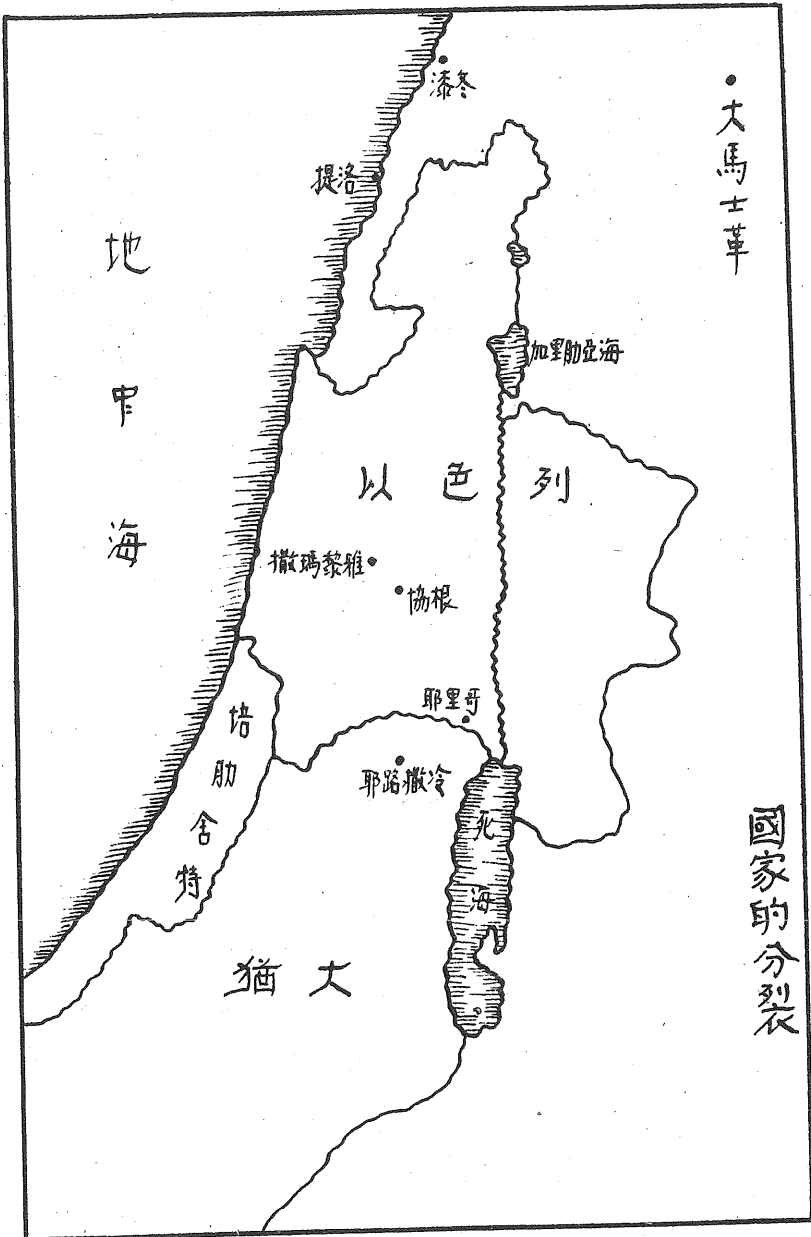 漆冬
大馬士革
提洛
地中海
加里肋亞海
以色列
撒瑪黎雅
協根
耶里哥
培肋舍特
耶路撒冷
死海
國家的分裂
猶大